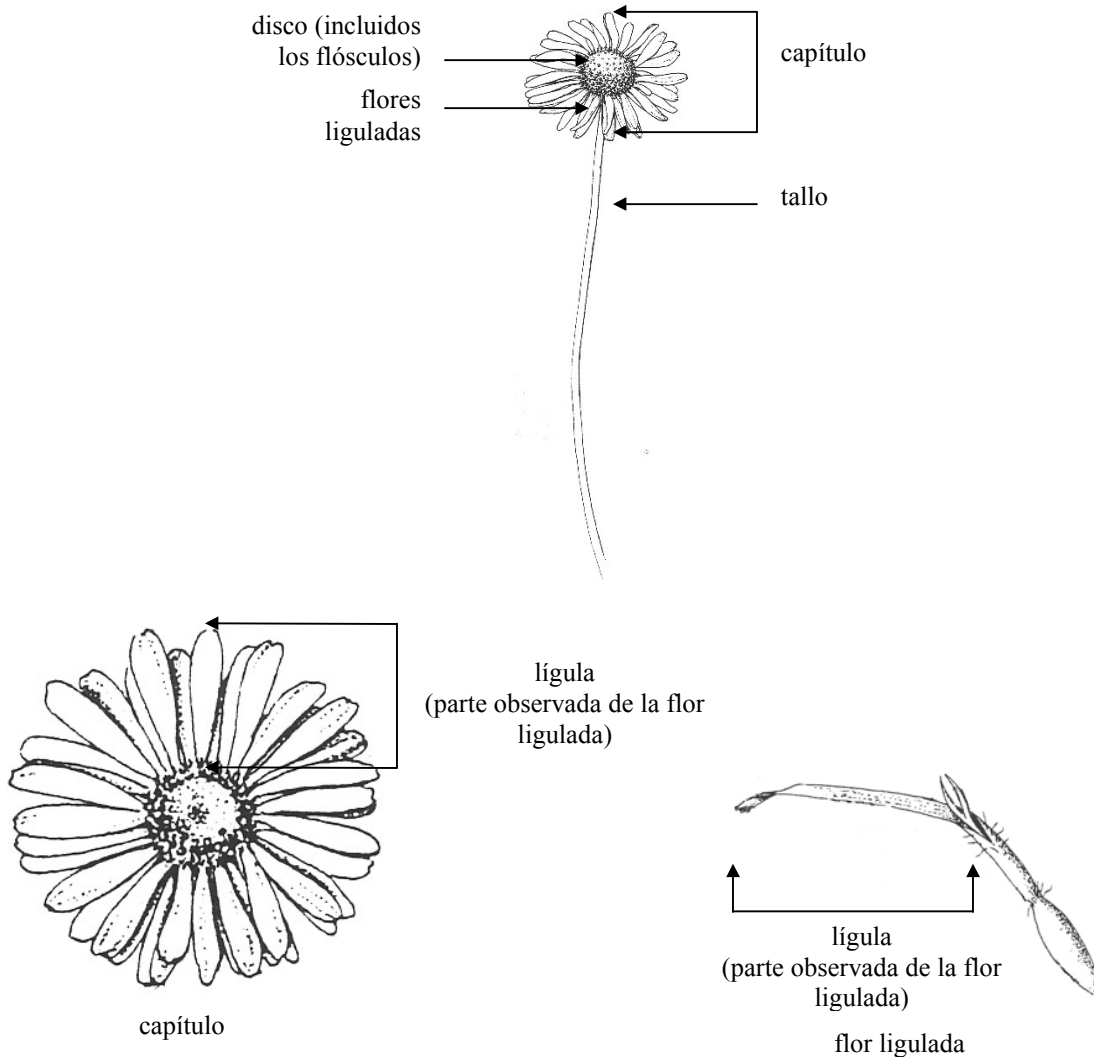 disco (incluidos
los flósculos)
flores
liguladas
capítulo
tallo
lígula
(parte observada de la flor
ligulada)
capítulo
lígula
(parte observada de la flor
ligulada)
flor ligulada